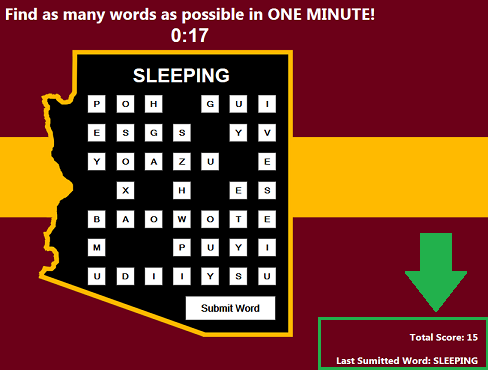 Find as many words as possible in ONE MINUTE!
0:17
SLEEPING
P O H G U I
E S G S Y V
Y O A Z U E
X H E S
B A O W O T E
M P U Y I
U D I I Y S U
Submit Word
Total Score: 15
Last Sumitted Word: SLEEPING